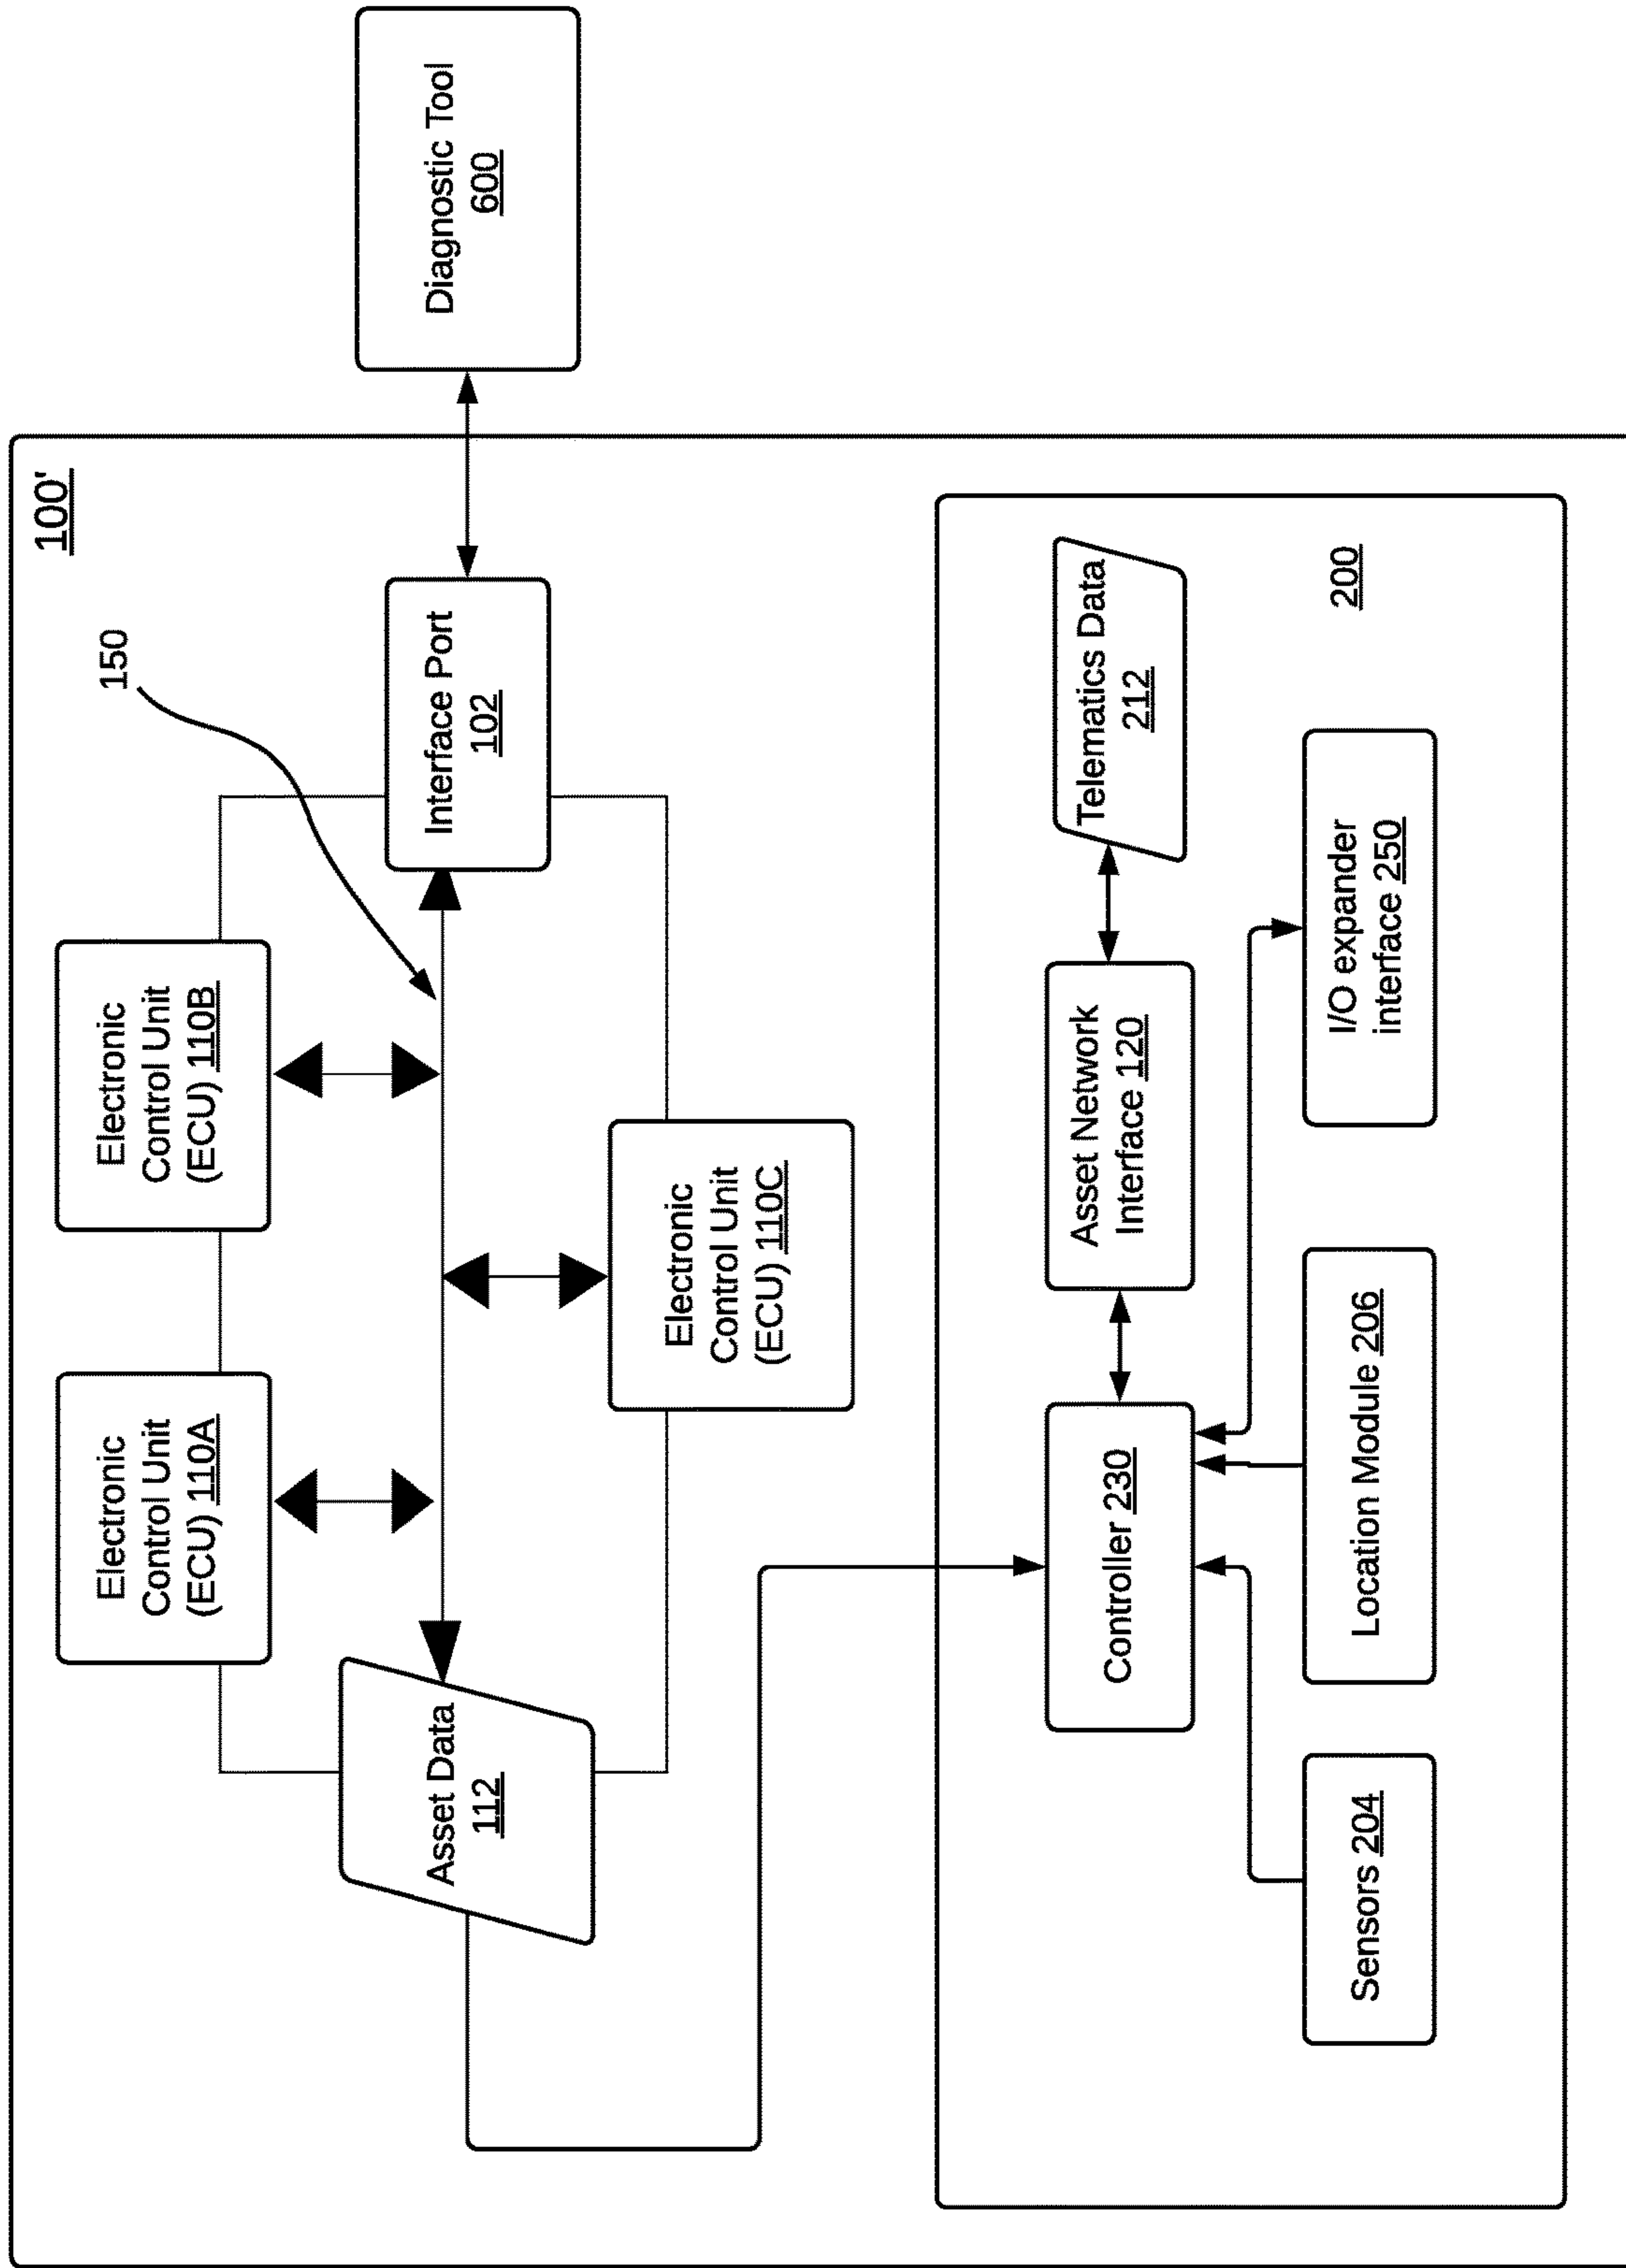 100'
150
Electronic
Control Unit
(ECU) 110A
Electronic
Control Unit
(ECU) 110B
Asset Data
112
Interface Port
102
Diagnostic Tool
600
Electronic
Control Unit
(ECU) 110C
Controller 230
Asset Network
Interface 120
Telematics Data
212
Sensors 204
Location Module 206
I/O expander
interface 250
200